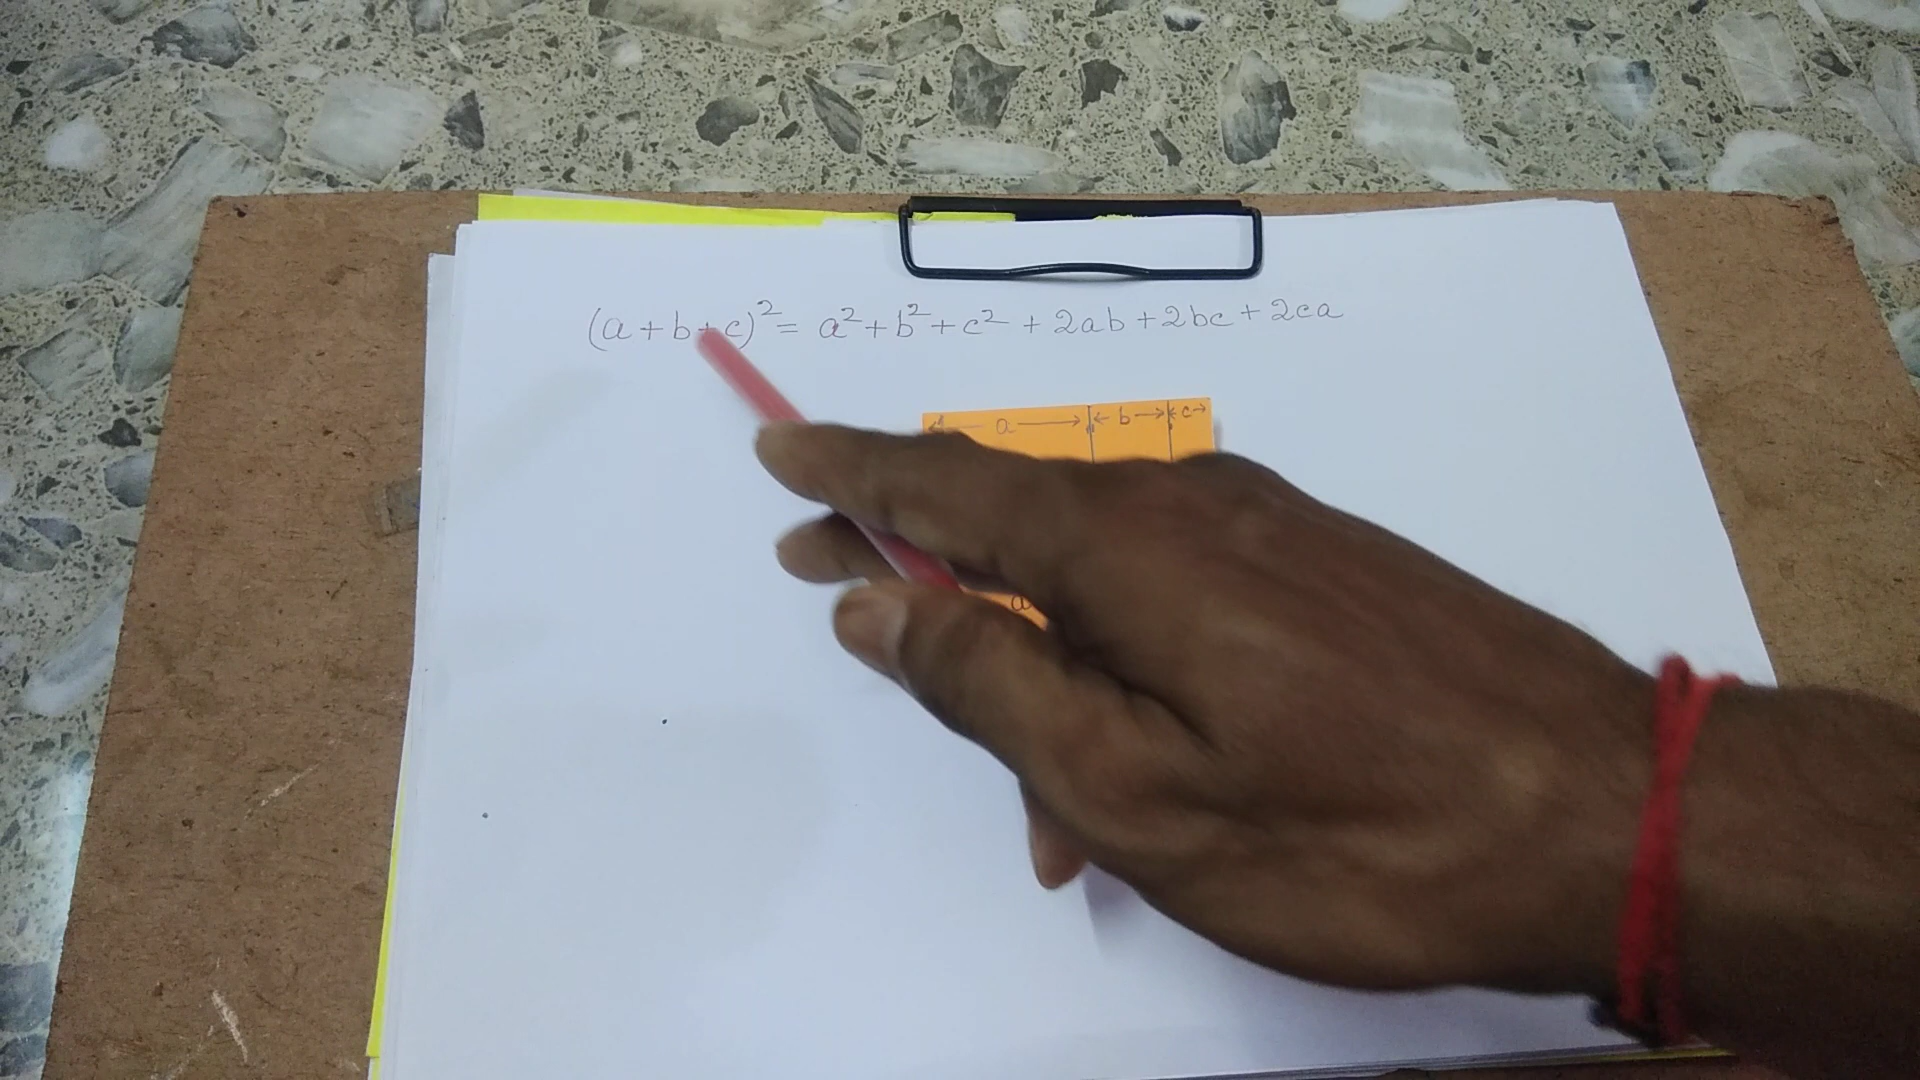 (a+b+c)² = a² + b² + c² + 2ab + 2bc + 2ca
a b c
a